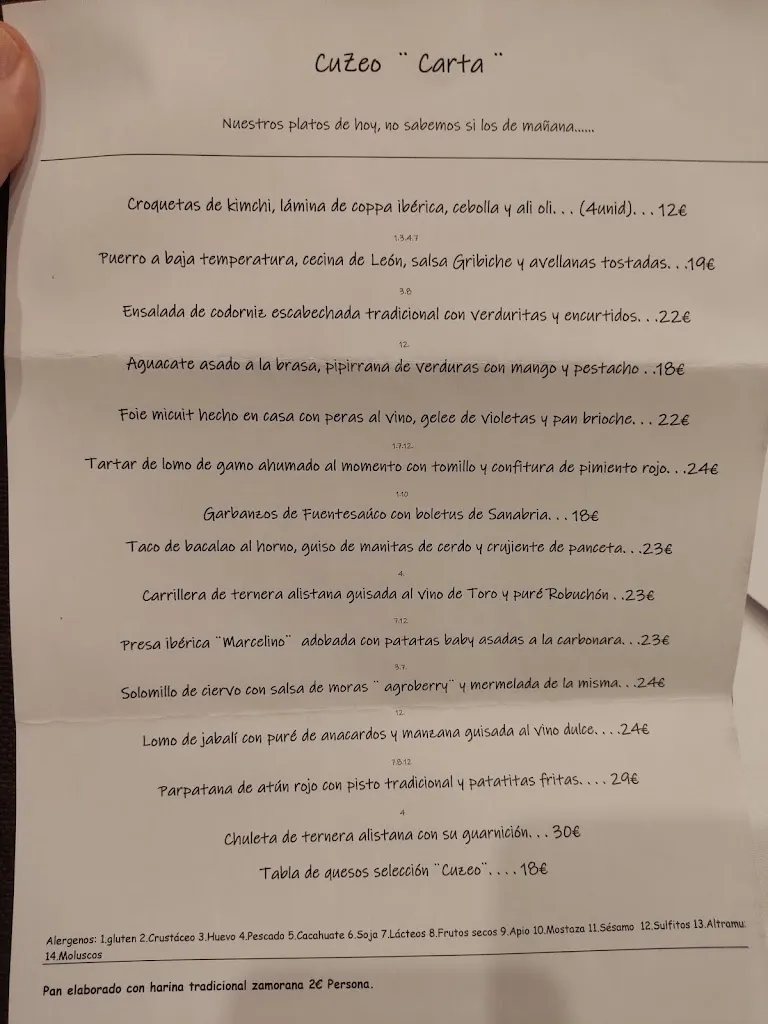 CuZeo ¨ Carta ¨
Nuestros platos de hoy, no sabemos si los de mañana......
Croquetas de kimchi, lámina de coppa ibérica, cebolla y ali oli. . . (4unid). . . 12€
1.3.4.7
Puerro a baja temperatura, cecina de León, salsa Gribiche y avellanas tostadas. . .19€
3.8
Ensalada de codorniz escabechada tradicional con verduritas y encurtidos. . .22€
12.
Aguacate asado a la brasa, pipirrana de verduras con mango y pestacho . .18€
Foie micuit hecho en casa con peras al vino, gelee de violetas y pan brioche. . . 22€
1.7.12.
Tartar de lomo de gamo ahumado al momento con tomillo y confitura de pimiento rojo. . .24€
1.10
Garbanzos de Fuentesaúco con boletus de Sanabria. . . 18€
Taco de bacalao al horno, guiso de manitas de cerdo y crujiente de panceta. . .23€
4.
Carrillera de ternera alistana guisada al vino de Toro y puré Robuchón . .23€
7.12
Presa ibérica ¨Marcelino¨ adobada con patatas baby asadas a la carbonara. . .23€
3.7.
Solomillo de ciervo con salsa de moras ¨ agroberry¨ y mermelada de la misma. . .24€
12.
Lomo de jabalí con puré de anacardos y manzana guisada al vino dulce. . . .24€
7.8.12
Parpatana de atún rojo con pisto tradicional y patatitas fritas. . . . 29€
4
Chuleta de ternera alistana con su guarnición. . . 30€
Tabla de quesos selección ¨Cuzeo¨. . . . 18€
Alergenos: 1.gluten 2.Crustáceo 3.Huevo 4.Pescado 5.Cacahuate 6.Soja 7.Lácteos 8.Frutos secos 9.Apio 10.Mostaza 11.Sésamo 12.Sulfitos 13.Altramu
14.Moluscos
Pan elaborado con harina tradicional zamorana 2€ Persona.